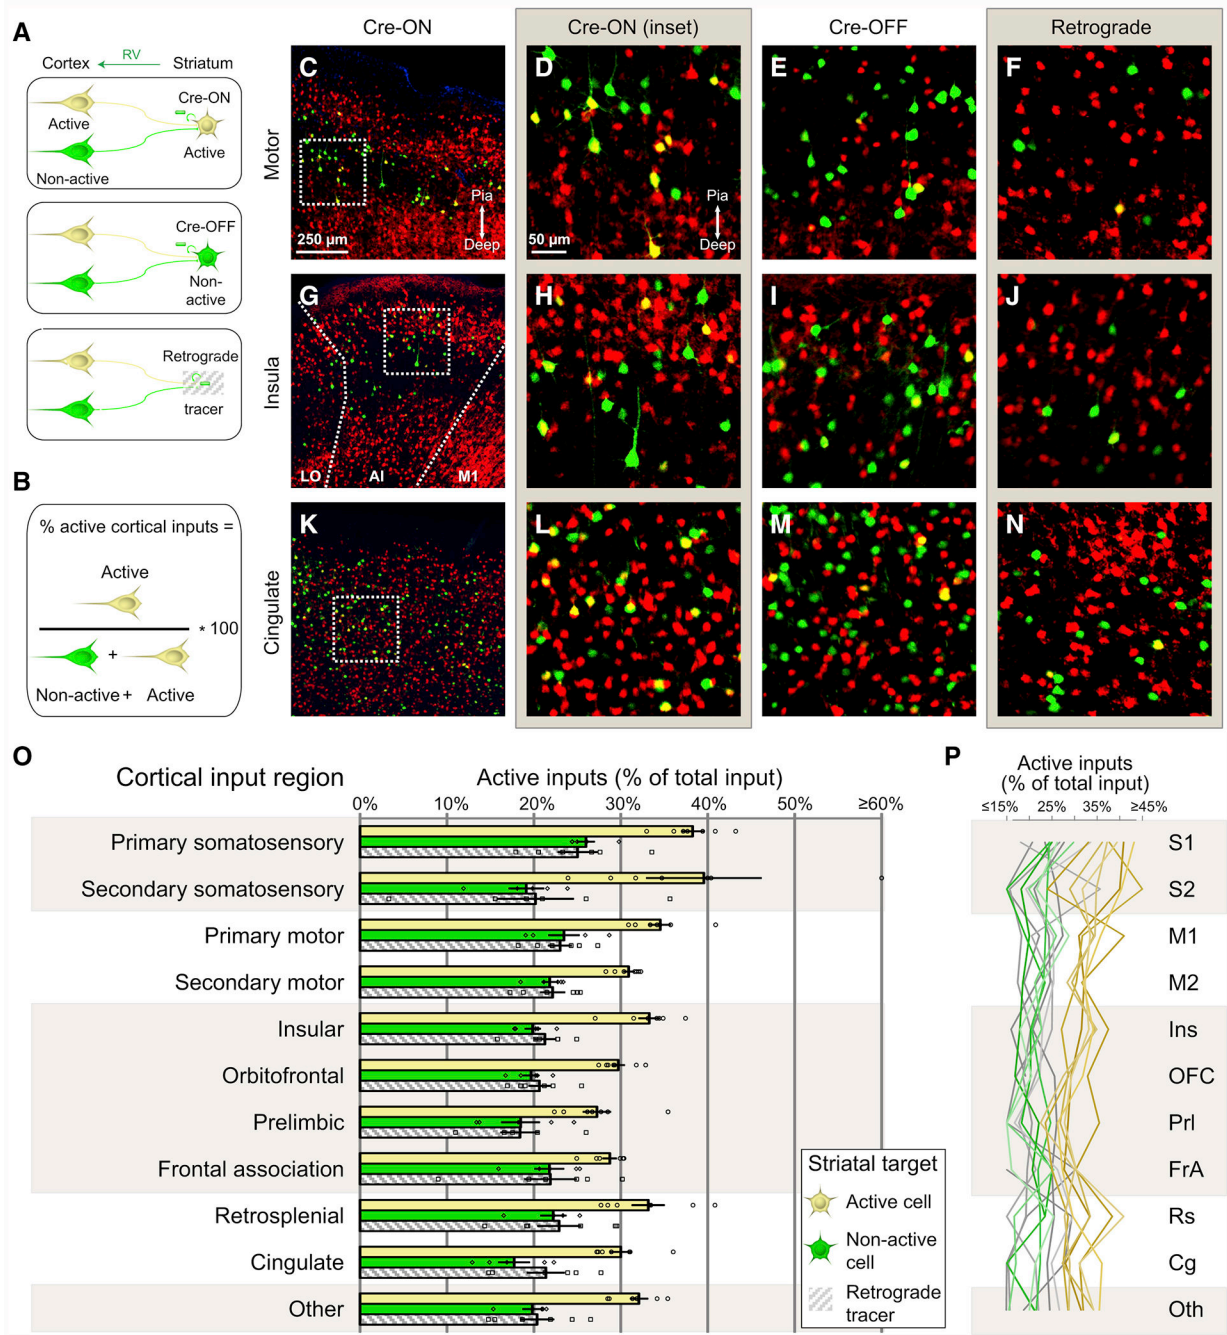 A
RV
Cortex
Striatum
Cre-ON
Active
Active
Non-active
Cre-OFF
Non-
active
Retrograde
tracer
B
% active cortical inputs =
Active
* 100
+
Non-active + Active
Cre-ON
Cre-ON (inset)
Cre-OFF
Retrograde
Motor
C
Pia
Deep
250 µm
D
Pia
Deep
50 µm
E
F
Insula
G
LO
AI
M1
H
I
J
Cingulate
K
L
M
N
O
Cortical input region
Active inputs (% of total input)
0% 10% 20% 30% 40% 50% ≥60%
Primary somatosensory
Secondary somatosensory
Primary motor
Secondary motor
Insular
Orbitofrontal
Prelimbic
Frontal association
Retrosplenial
Cingulate
Other
Striatal target
Active cell
Non-active
cell
Retrograde
tracer
P
Active inputs
(% of total input)
≤15% 25% 35% ≥45%
S1
S2
M1
M2
Ins
OFC
Prl
FrA
Rs
Cg
Oth